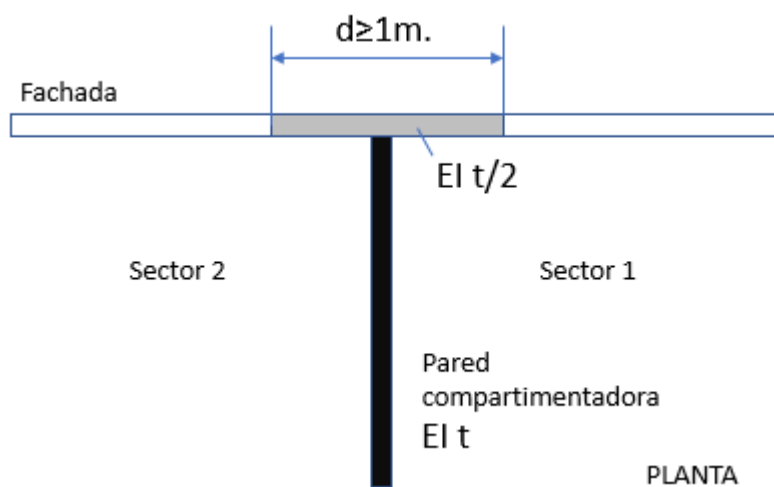 d≥1m.
Fachada
EI t/2
Sector 2
Sector 1
Pared
compartimentadora
EI t
PLANTA